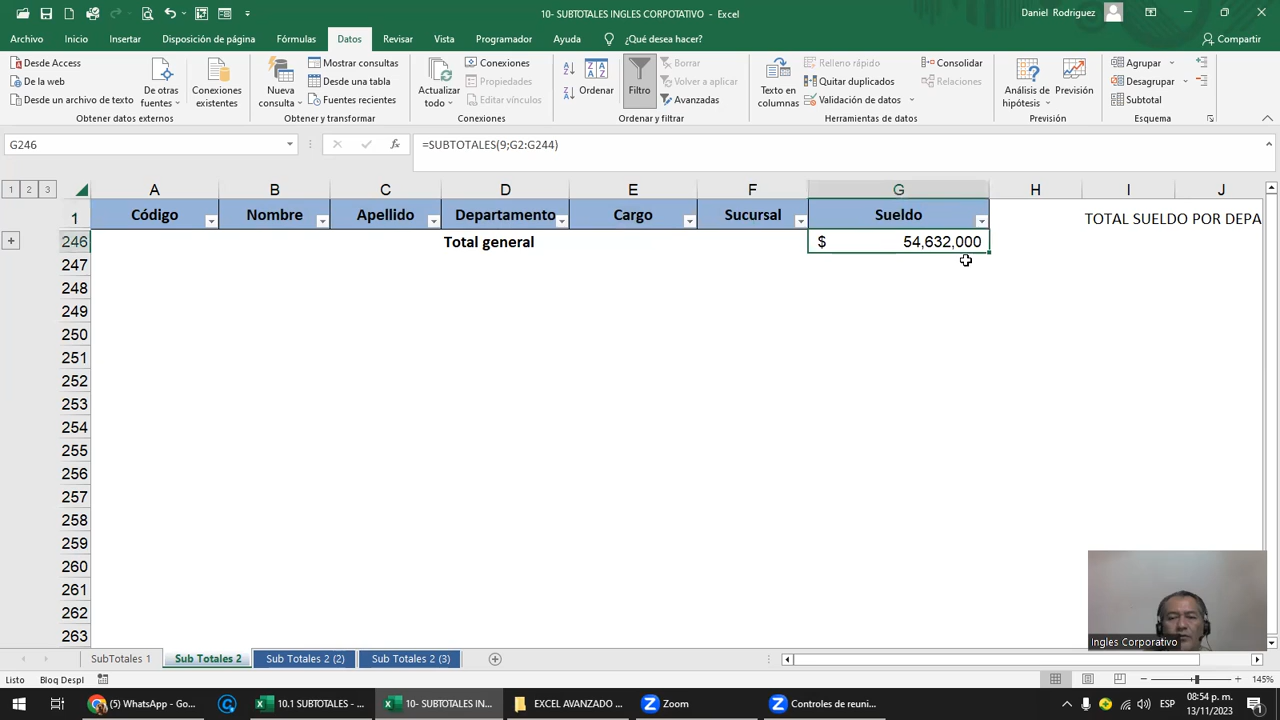 10- SUBTOTALES INGLES CORPOTATIVO - Excel
Daniel Rodriguez
Archivo Inicio Insertar Disposición de página Fórmulas Datos Revisar Vista Programador Ayuda ¿Qué desea hacer? Compartir
Desde Access
De la web
Desde un archivo de texto
De otras fuentes
Conexiones existentes
Obtener datos externos
Nueva consulta
Mostrar consultas
Desde una tabla
Fuentes recientes
Obtener y transformar
Actualizar todo
Conexiones
Propiedades
Editar vínculos
Conexiones
Ordenar
Filtro
Borrar
Volver a aplicar
Avanzadas
Ordenar y filtrar
Texto en columnas
Relleno rápido
Quitar duplicados
Validación de datos
Consolidar
Relaciones
Herramientas de datos
Análisis de hipótesis
Previsión
Previsión
Agrupar
Desagrupar
Subtotal
Esquema
G246 fx =SUBTOTALES(9;G2:G244)
1 2 3 A B C D E F G H I J
1 Código Nombre Apellido Departamento Cargo Sucursal Sueldo TOTAL SUELDO POR DEPA
246 Total general $ 54,632,000
247
248
249
250
251
252
253
254
255
256
257
258
259
260
261
262
263
Ingles Corporativo
SubTotales 1 Sub Totales 2 Sub Totales 2 (2) Sub Totales 2 (3)
Listo Bloq Despl 145%
(5) WhatsApp - Go... 10.1 SUBTOTALES - ... 10- SUBTOTALES IN... EXCEL AVANZADO ... Zoom Controles de reuni... ESP 08:54 p. m. 13/11/2023